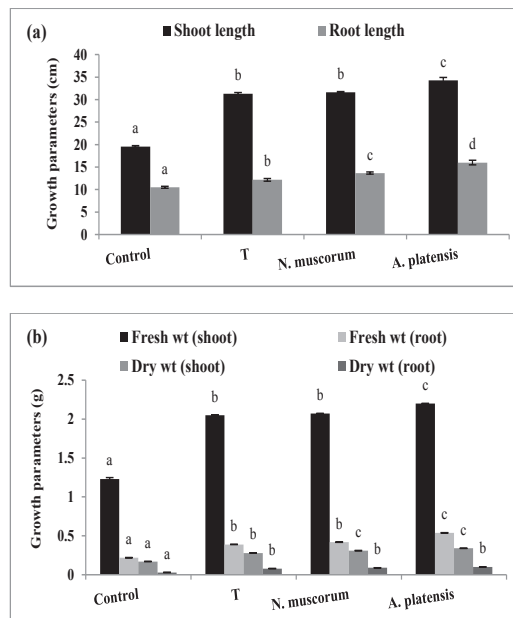 (a)
Shoot length Root length
Growth parameters (cm)
40
35
30
25
20
15
10
5
0
a a b b b c c d
Control T N. muscorum A. platensis
(b)
Fresh wt (shoot) Fresh wt (root)
Dry wt (shoot) Dry wt (root)
Growth parameters (g)
2.5
2
1.5
1
0.5
0
a a a a b b b b b b c b c c c b
Control T N. muscorum A. platensis